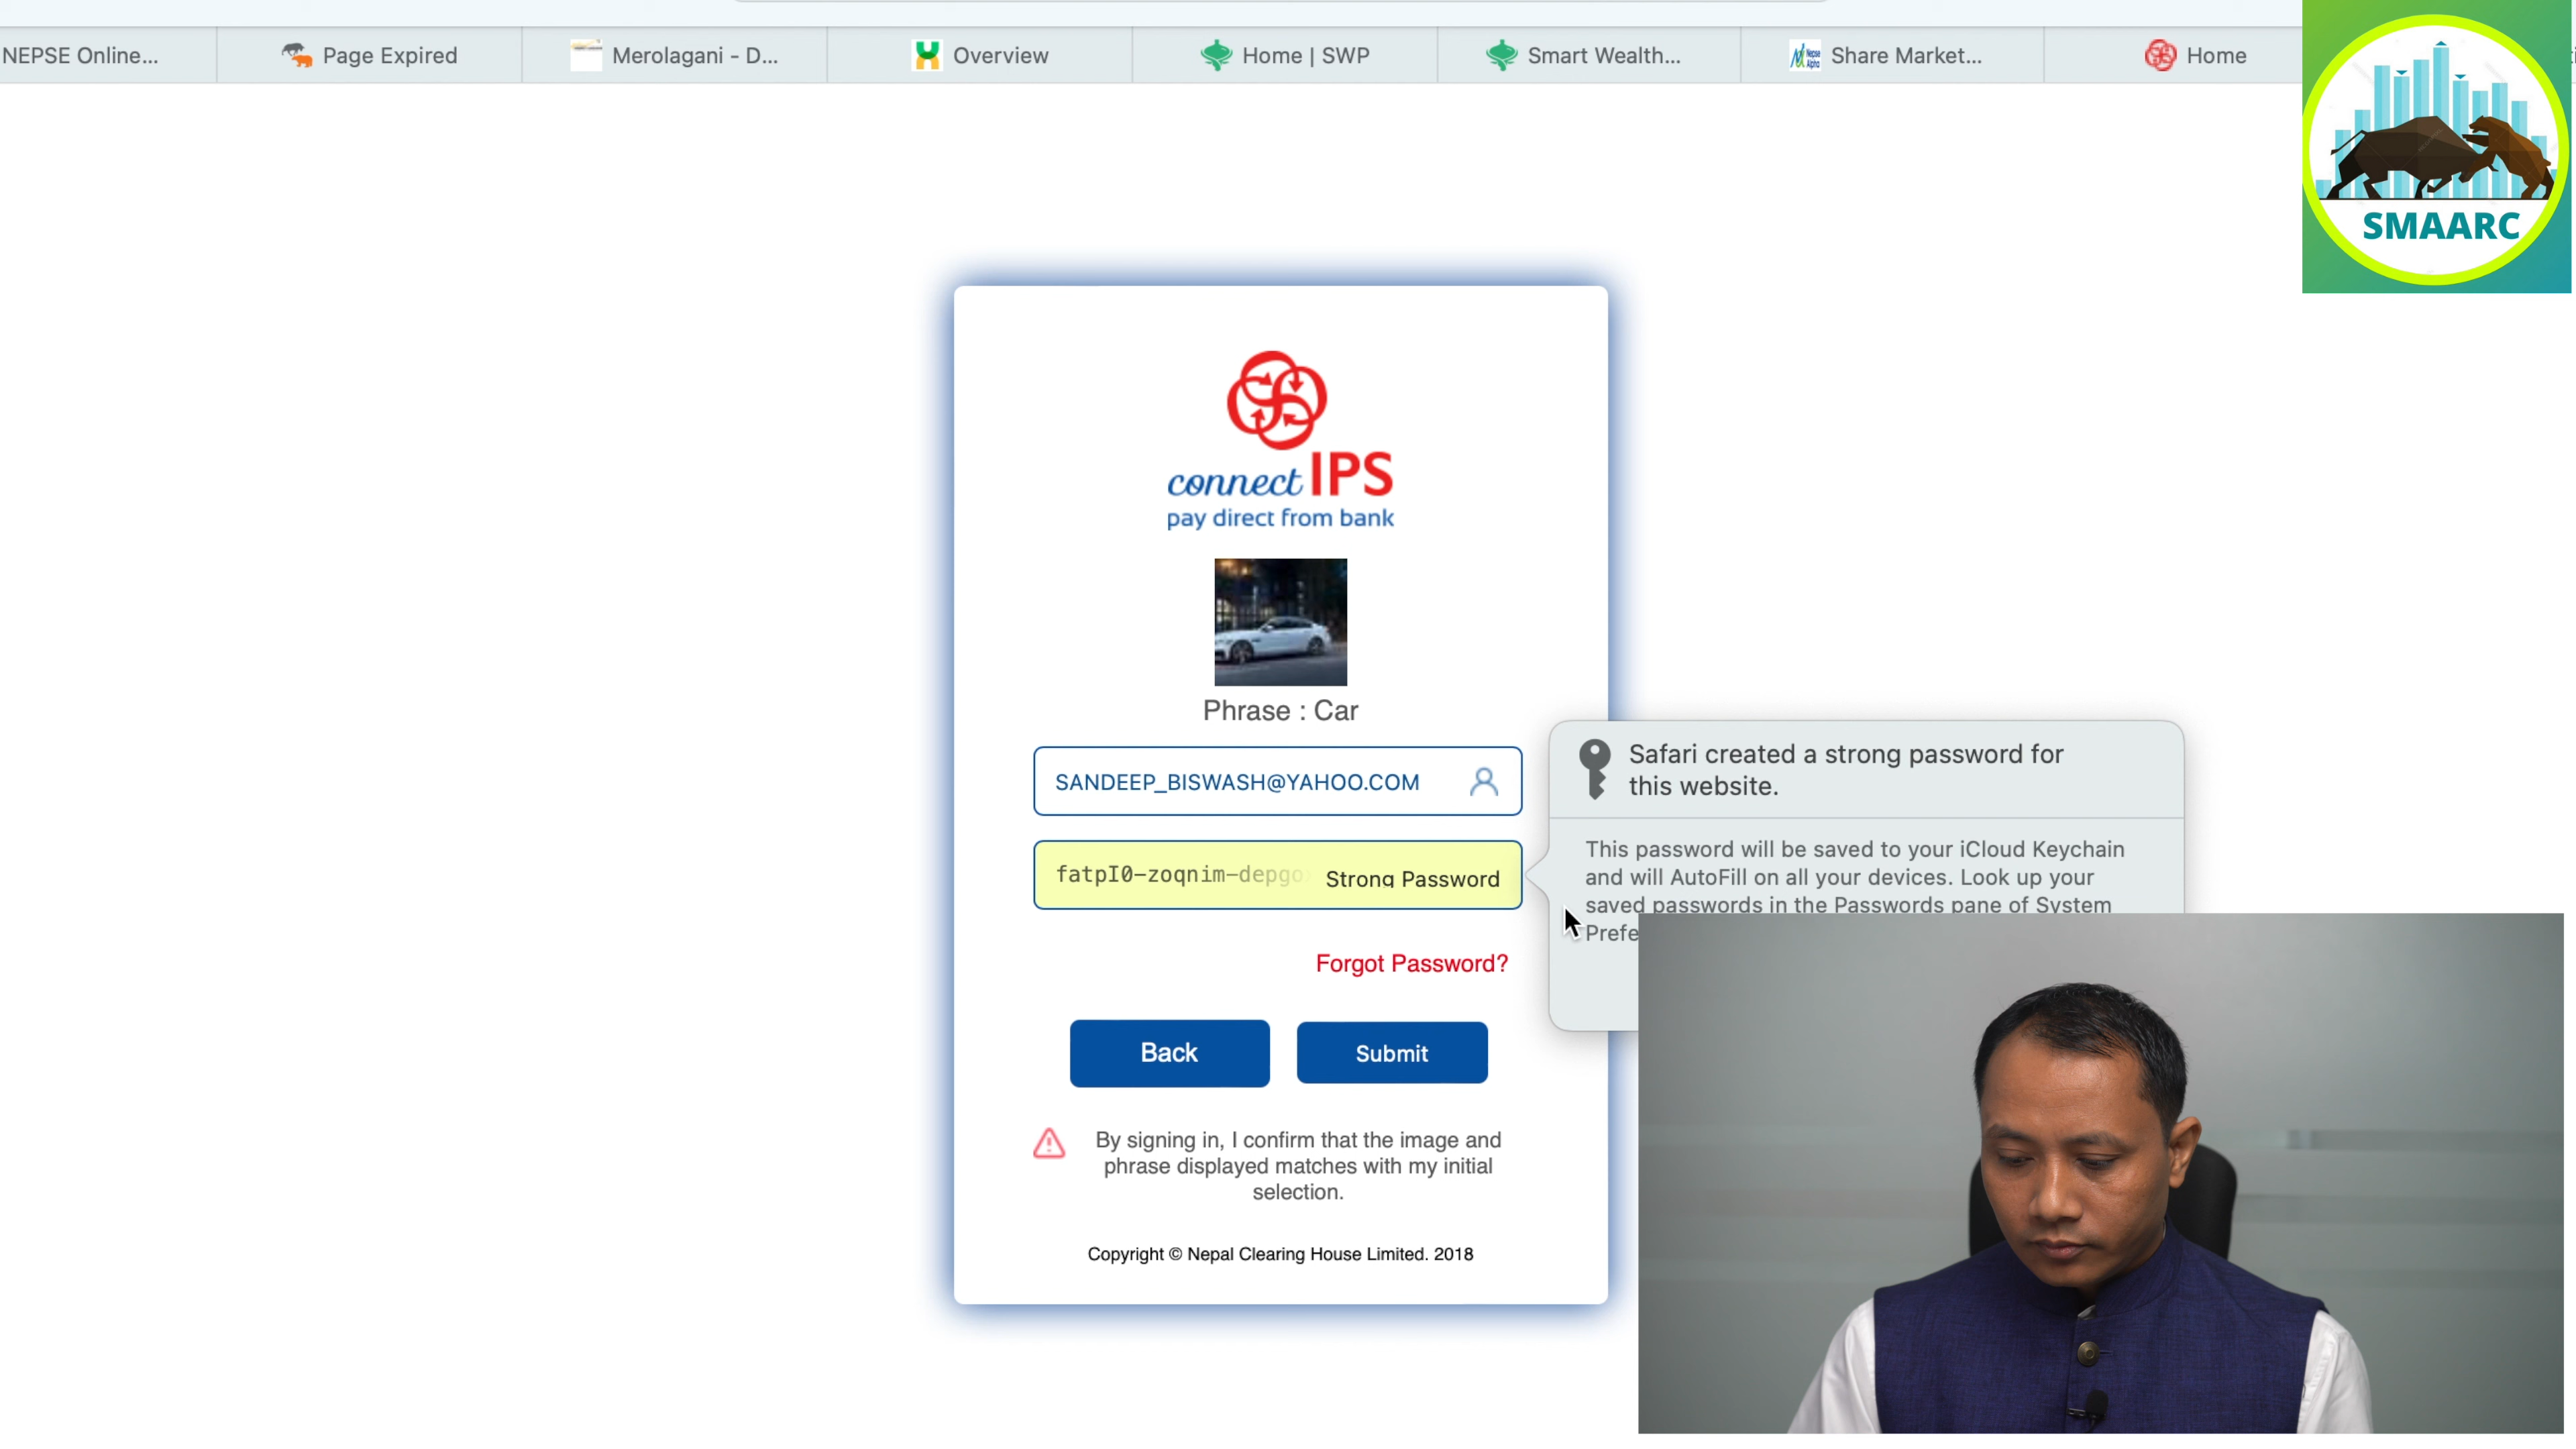 NEPSE Online...
Page Expired
Merolagani - D...
Overview
Home | SWP
Smart Wealth...
Share Market...
Home
SMAARC
connectIPS
pay direct from bank
Phrase : Car
SANDEEP_BISWASH@YAHOO.COM
fatpI0-zoqnim-depgo
Strong Password
Forgot Password?
Back
Submit
By signing in, I confirm that the image and
phrase displayed matches with my initial
selection.
Copyright © Nepal Clearing House Limited. 2018
Safari created a strong password for
this website.
This password will be saved to your iCloud Keychain
and will AutoFill on all your devices. Look up your
saved passwords in the Passwords pane of System
Prefe